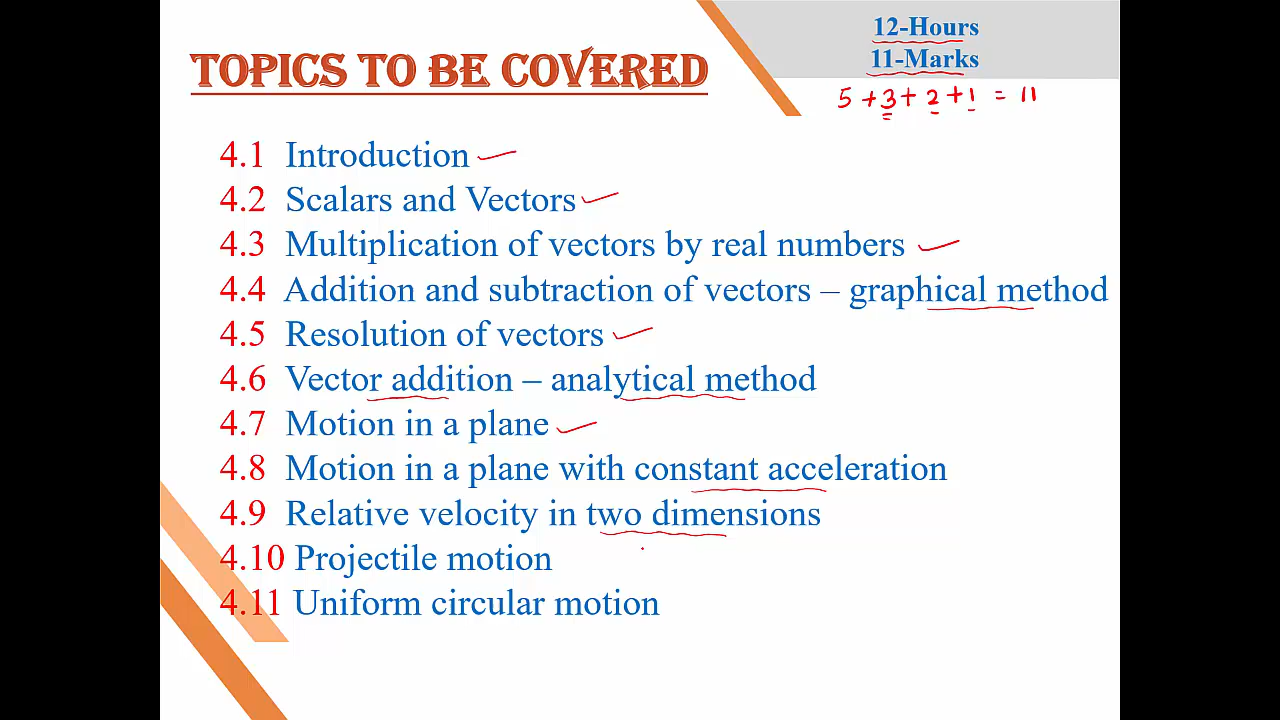 12-Hours
TOPICS TO BE COVERED
11-Marks
5 + 3 + 2 + 1 = 11
4.1 Introduction
4.2 Scalars and Vectors
4.3 Multiplication of vectors by real numbers
4.4 Addition and subtraction of vectors – graphical method
4.5 Resolution of vectors
4.6 Vector addition – analytical method
4.7 Motion in a plane
4.8 Motion in a plane with constant acceleration
4.9 Relative velocity in two dimensions
4.10 Projectile motion
4.11 Uniform circular motion